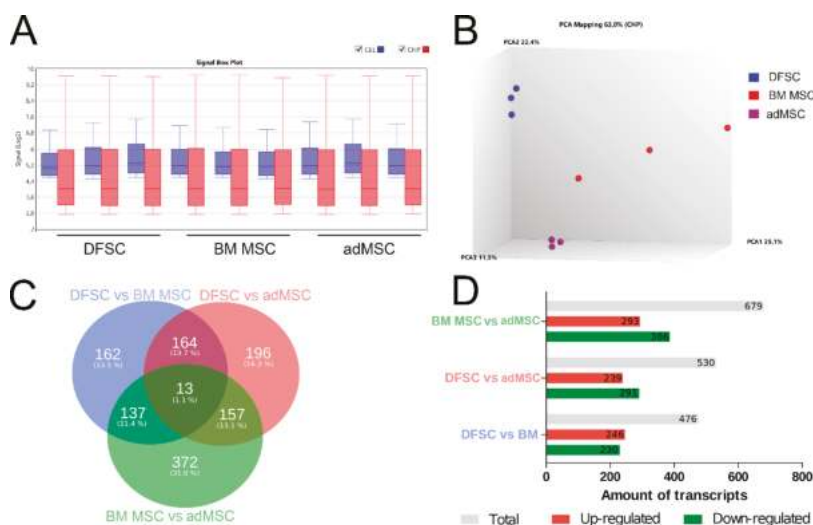 A
CEL CHP
Signal Box Plot
Signal (Log2)
DFSC BM MSC adMSC
B
PCA Mapping 62,0% (CHP)
PCA2 22,4%
DFSC
BM MSC
adMSC
PCA1 29,1%
C
DFSC vs BM MSC DFSC vs adMSC
162
164
196
13
(1.1 %)
137
157
372
BM MSC vs adMSC
D
679
BM MSC vs adMSC 293
386
530
DFSC vs adMSC 239
291
476
DFSC vs BM 246
230
0 200 400 600 800
Amount of transcripts
Total Up-regulated Down-regulated